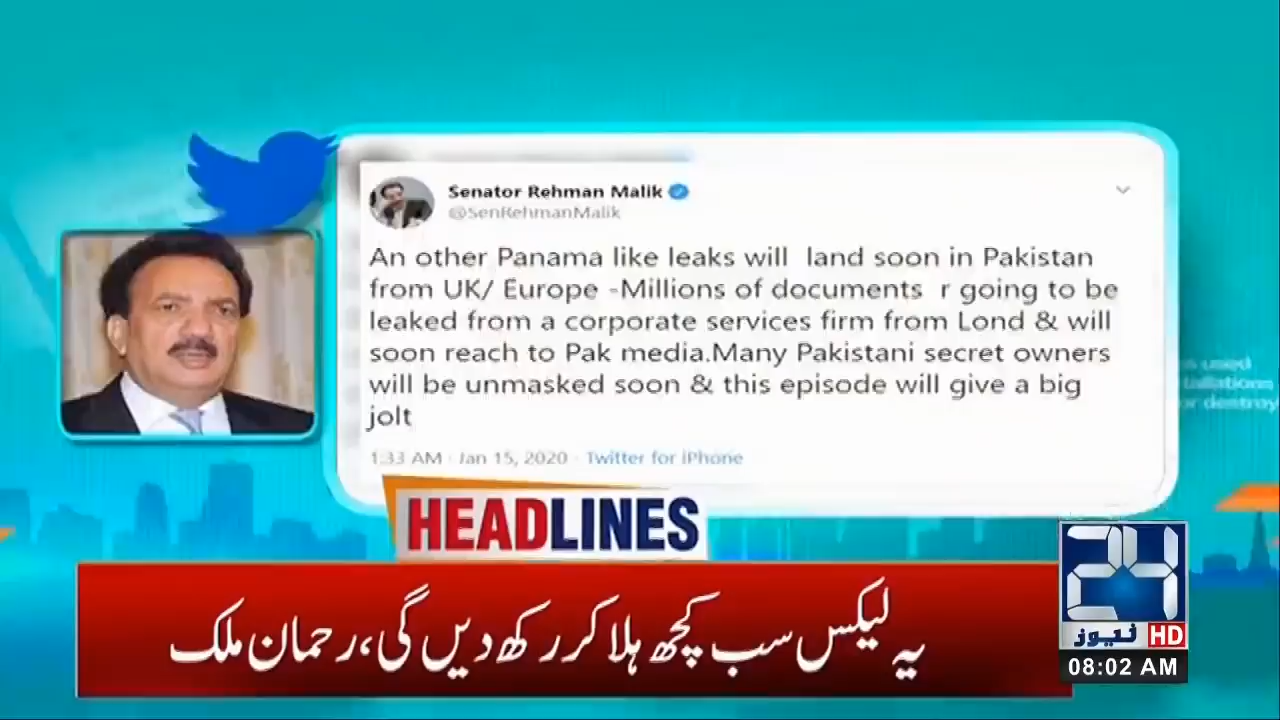 Senator Rehman Malik
@SenRehmanMalik
An other Panama like leaks will land soon in Pakistan
from UK/ Europe -Millions of documents r going to be
leaked from a corporate services firm from Lond & will
soon reach to Pak media.Many Pakistani secret owners
will be unmasked soon & this episode will give a big
jolt
1:33 AM · Jan 15, 2020 · Twitter for iPhone
s used
tallations
or destroy
HEADLINES
یہ لیکس سب کچھ ہلا کر رکھ دیں گی، رحمان ملک
24
نیوز HD
08:02 AM